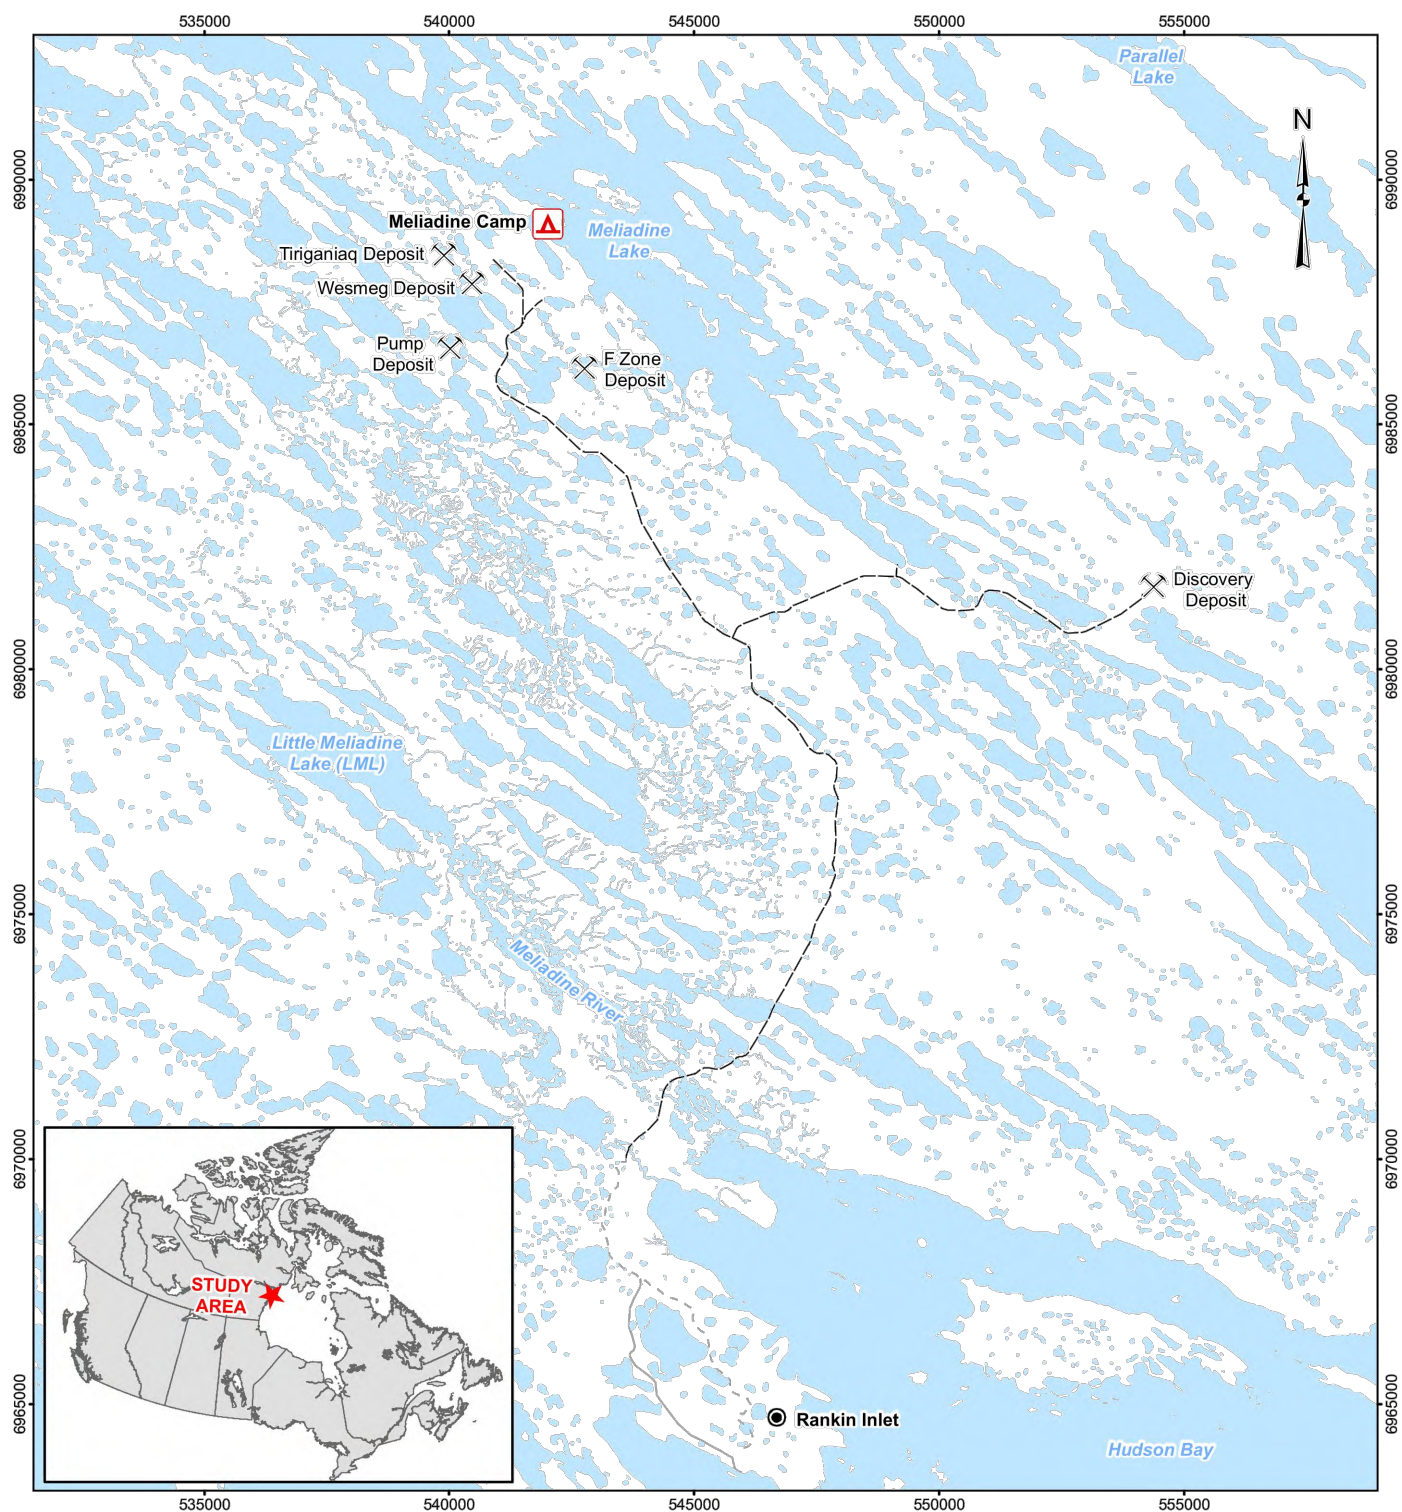 535000
540000
545000
550000
555000
Parallel
Lake
N
6990000
6990000
Meliadine Camp
Meliadine
Lake
Tiriganiaq Deposit
Wesmeg Deposit
Pump
Deposit
F Zone
Deposit
6985000
6985000
Discovery
Deposit
6980000
6980000
Little Meliadine
Lake (LML)
6975000
6975000
Meliadine River
6970000
6970000
STUDY
AREA
6965000
6965000
Rankin Inlet
Hudson Bay
535000
540000
545000
550000
555000